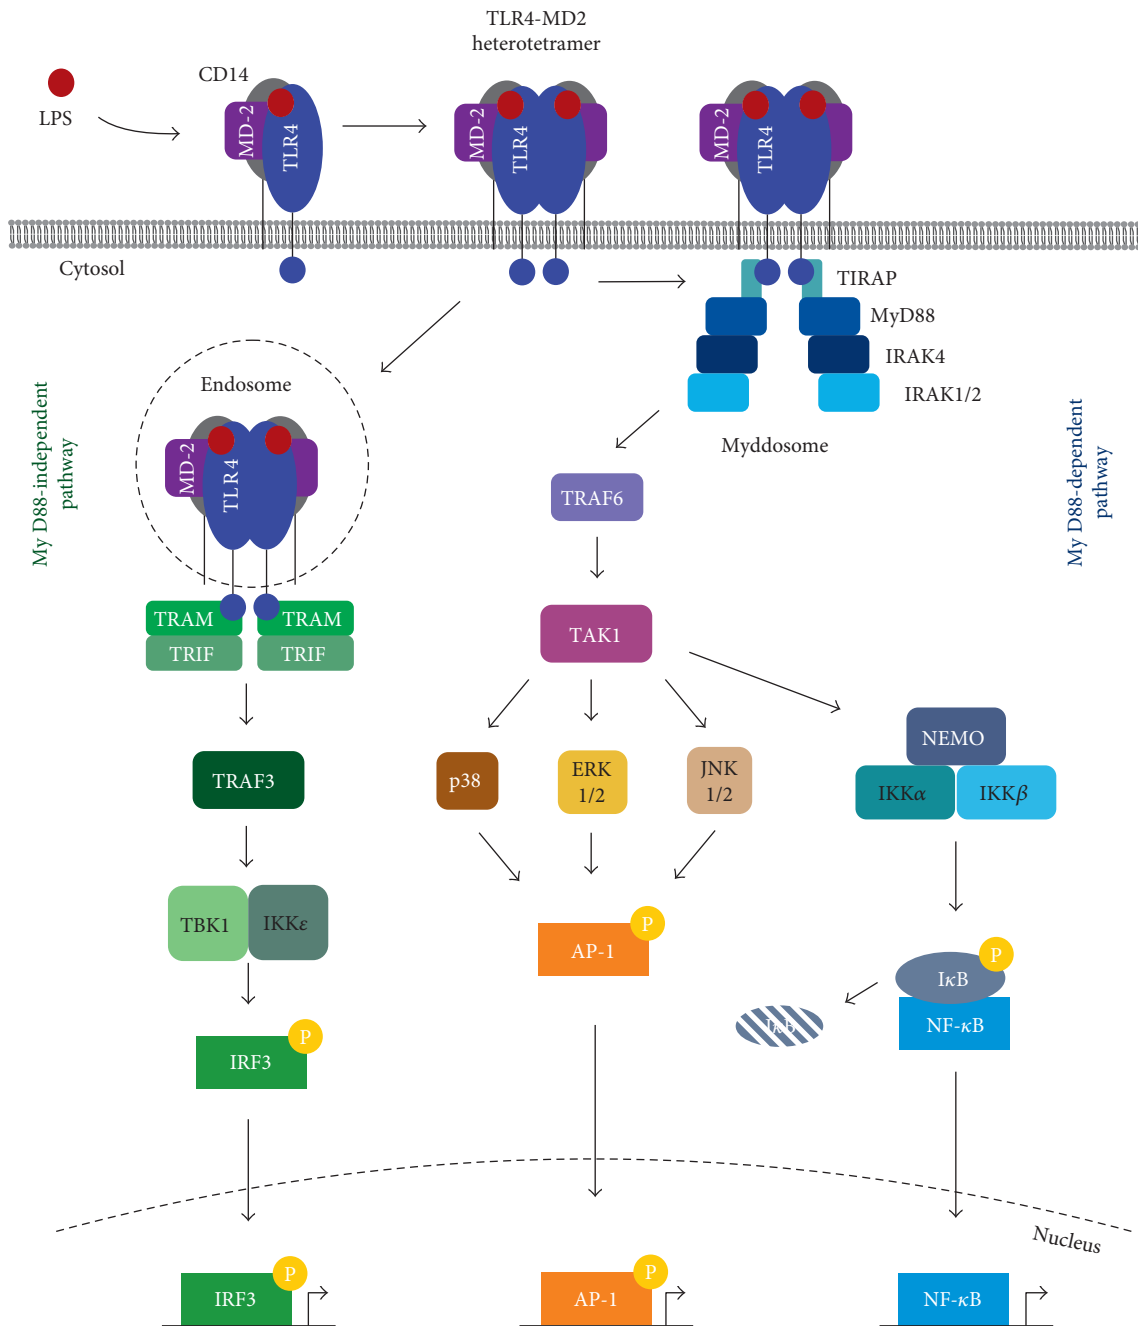 TLR4-MD2
heterotetramer
LPS
CD14
MD-2
TLR4
MD-2
TLR4
MD-2
TLR4
Cytosol
TIRAP
MyD88
IRAK4
IRAK1/2
Myddosome
Endosome
MD-2
TLR4
My D88-independent
pathway
My D88-dependent
pathway
TRAF6
TRAM
TRAM
TRIF
TRIF
TAK1
NEMO
IKKα
IKKβ
TRAF3
p38
ERK
1/2
JNK
1/2
TBK1
IKKε
P
AP-1
P
IκB
NF-κB
IκB
P
IRF3
Nucleus
P
IRF3
P
AP-1
NF-κB